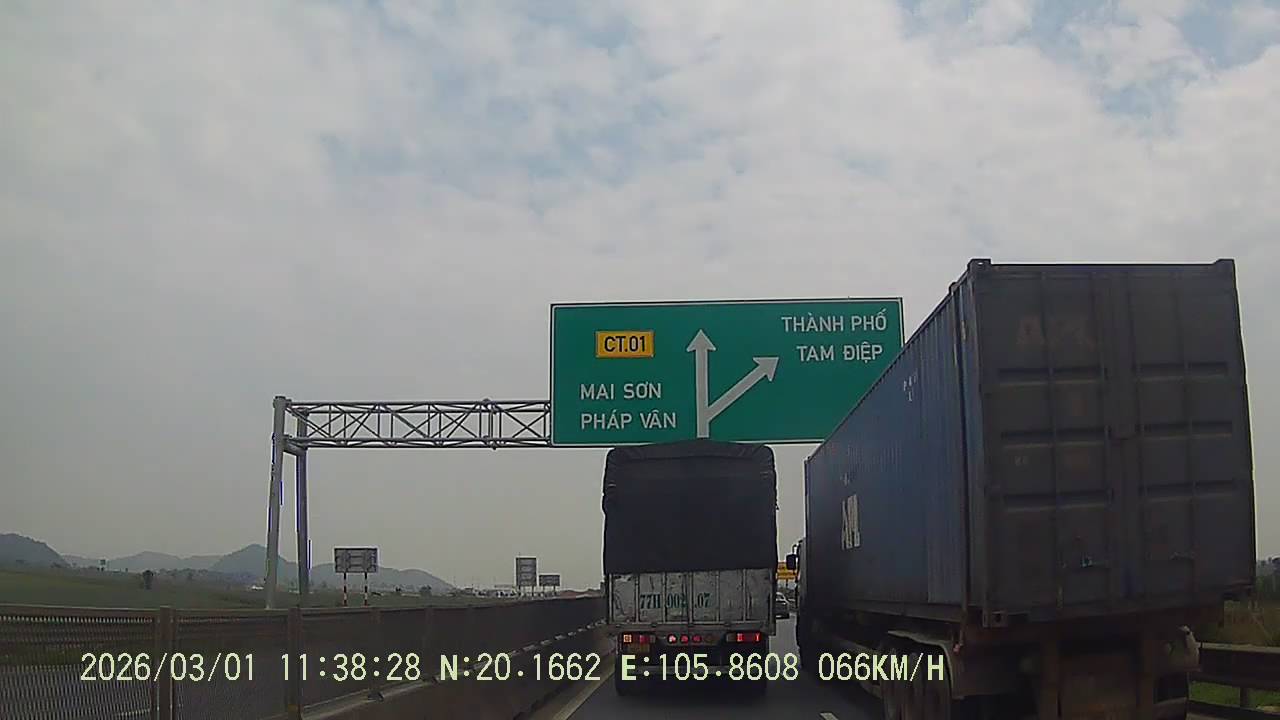 CT.01
MAI SƠN
PHÁP VÂN
THÀNH PHỐ
TAM ĐIỆP
APL
2026/03/01 11:38:28 N:20.1662 E:105.8608 066KM/H